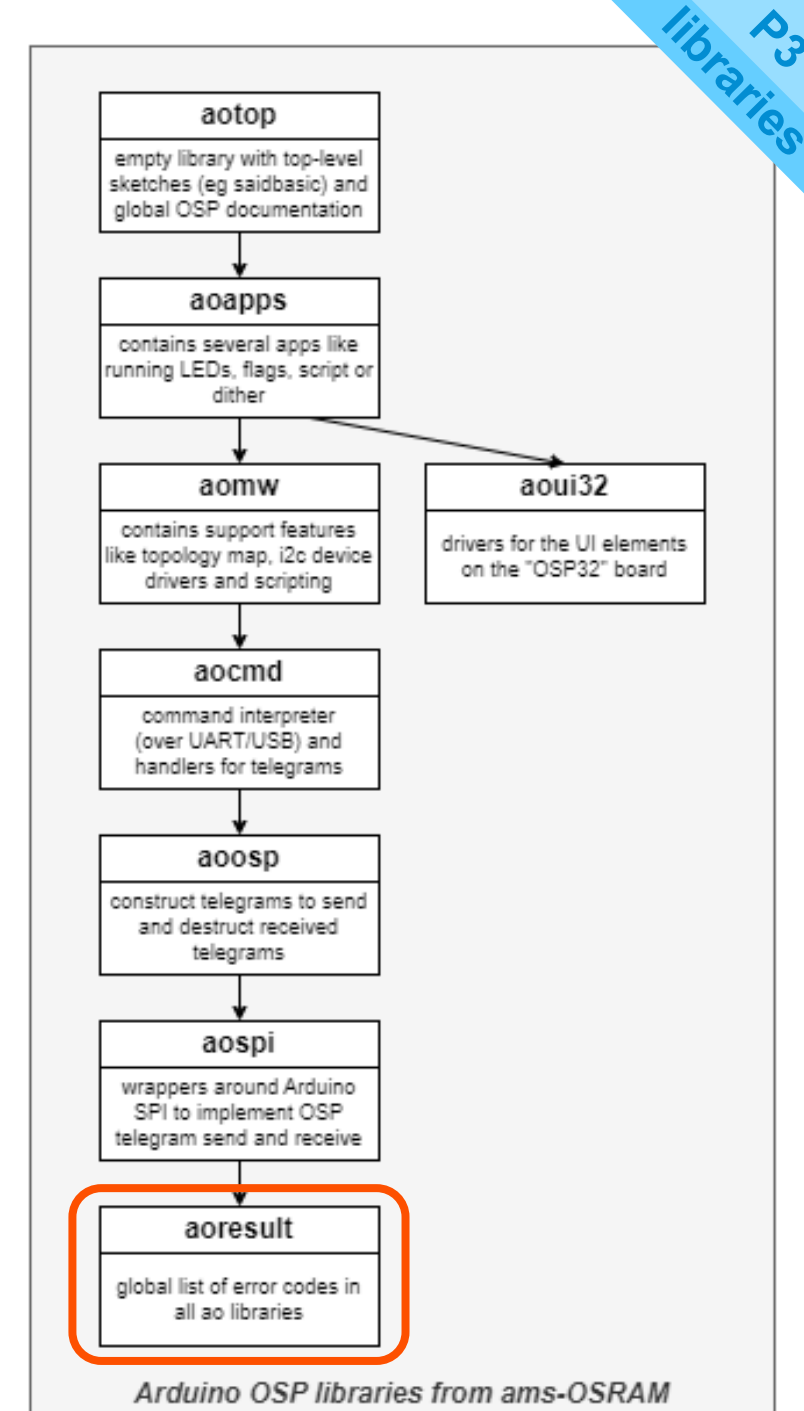 P3
libraries
aotop
empty library with top-level
sketches (eg saidbasic) and
global OSP documentation
aoapps
contains several apps like
running LEDs, flags, script or
dither
aomw
contains support features
like topology map, i2c device
drivers and scripting
aoui32
drivers for the UI elements
on the "OSP32" board
aocmd
command interpreter
(over UART/USB) and
handlers for telegrams
aoosp
construct telegrams to send
and destruct received
telegrams
aospi
wrappers around Arduino
SPI to implement OSP
telegram send and receive
aoresult
global list of error codes in
all ao libraries
Arduino OSP libraries from ams-OSRAM